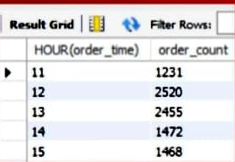 Result Grid Filter Rows:
HOUR(order_time) order_count
11 1231
12 2520
13 2455
14 1472
15 1468